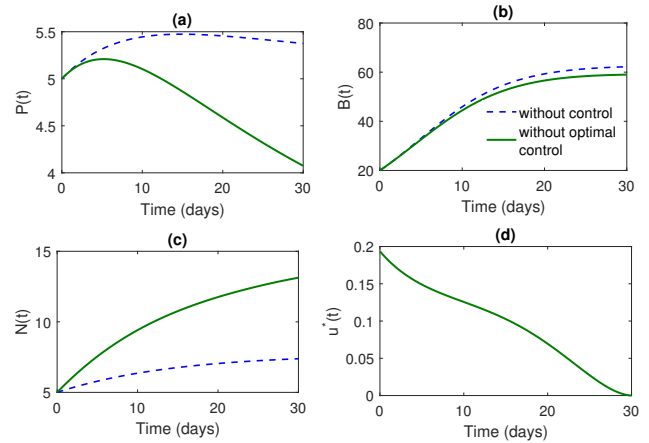 (a)
5.5
5
4.5
4
P(t)
0 10 20 30
Time (days)
(b)
80
60
40
20
B(t)
without control
without optimal
control
0 10 20 30
Time (days)
(c)
15
10
5
N(t)
0 10 20 30
Time (days)
(d)
0.2
0.15
0.1
0.05
0
u*(t)
0 10 20 30
Time (days)